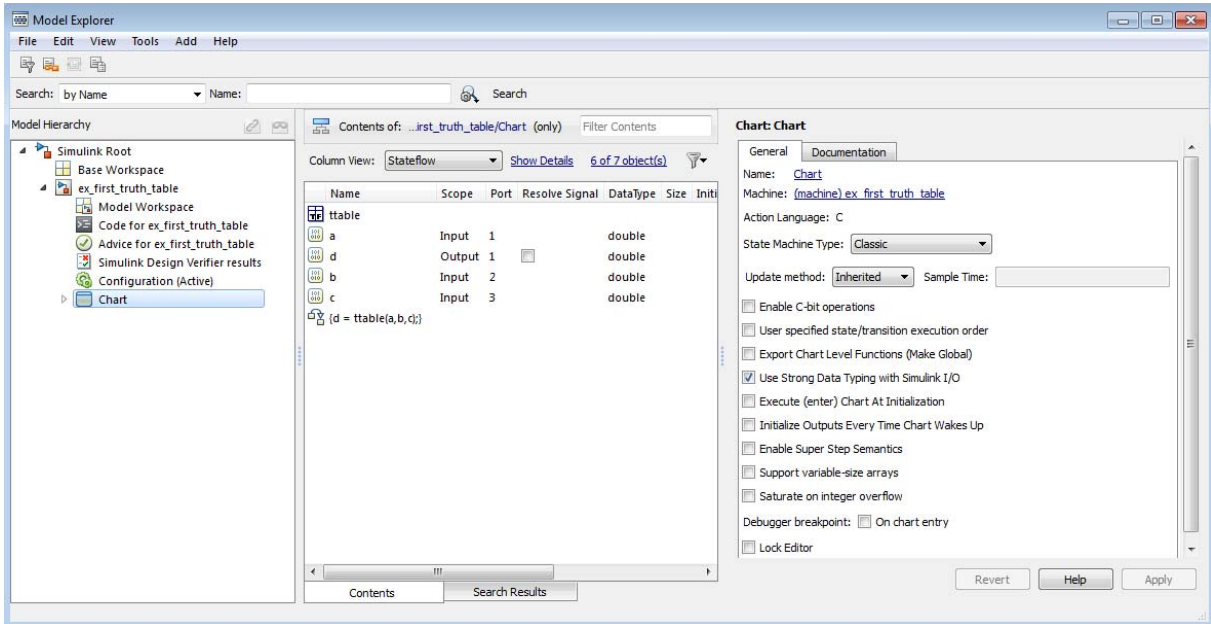 Model Explorer
File Edit View Tools Add Help
Search: by Name Name: Search
Model Hierarchy
Simulink Root
Base Workspace
ex_first_truth_table
Model Workspace
Code for ex_first_truth_table
Advice for ex_first_truth_table
Simulink Design Verifier results
Configuration (Active)
Chart
Contents of: ...irst_truth_table/Chart (only) Filter Contents
Column View: Stateflow Show Details 6 of 7 object(s)
Name Scope Port Resolve Signal DataType Size Initi
ttable
a Input 1 double
d Output 1 double
b Input 2 double
c Input 3 double
{d = ttable(a,b,c);}
Contents Search Results
Chart: Chart
General Documentation
Name: Chart
Machine: (machine) ex_first_truth_table
Action Language: C
State Machine Type: Classic
Update method: Inherited Sample Time:
Enable C-bit operations
User specified state/transition execution order
Export Chart Level Functions (Make Global)
Use Strong Data Typing with Simulink I/O
Execute (enter) Chart At Initialization
Initialize Outputs Every Time Chart Wakes Up
Enable Super Step Semantics
Support variable-size arrays
Saturate on integer overflow
Debugger breakpoint: On chart entry
Lock Editor
Revert Help Apply